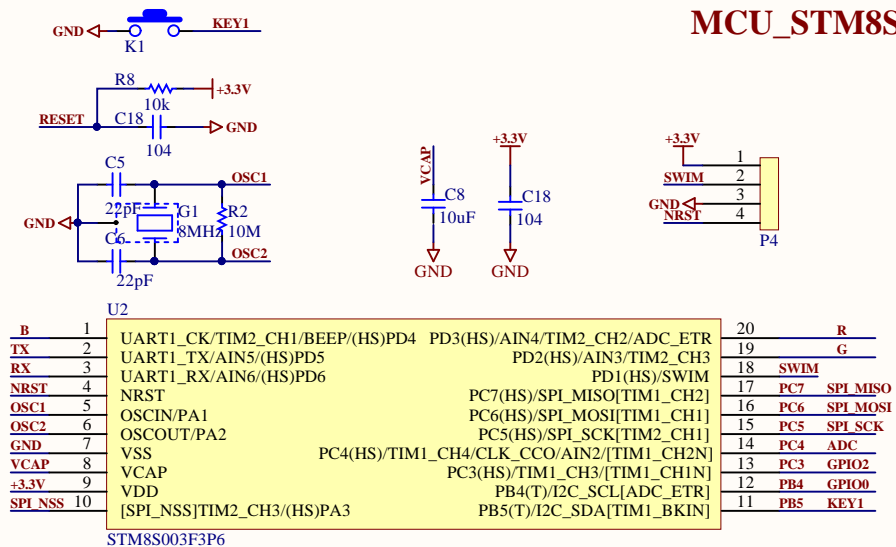 MCU_STM8S
GND
KEY1
K1
R8
+3.3V
10k
RESET
C18
GND
104
C5
OSC1
22pF
G1
R2
GND
8MHz
10M
C6
OSC2
22pF
VCAP
C8
10uF
GND
+3.3V
C18
104
GND
+3.3V
1
SWIM 2
GND 3
NRST 4
P4
U2
B 1 UART1_CK/TIM2_CH1/BEEP/(HS)PD4 PD3(HS)/AIN4/TIM2_CH2/ADC_ETR 20 R
TX 2 UART1_TX/AIN5/(HS)PD5 PD2(HS)/AIN3/TIM2_CH3 19 G
RX 3 UART1_RX/AIN6/(HS)PD6 PD1(HS)/SWIM 18 SWIM
NRST 4 NRST PC7(HS)/SPI_MISO[TIM1_CH2] 17 PC7 SPI_MISO
OSC1 5 OSCIN/PA1 PC6(HS)/SPI_MOSI[TIM1_CH1] 16 PC6 SPI_MOSI
OSC2 6 OSCOUT/PA2 PC5(HS)/SPI_SCK[TIM2_CH1] 15 PC5 SPI_SCK
GND 7 VSS PC4(HS)/TIM1_CH4/CLK_CCO/AIN2/[TIM1_CH2N] 14 PC4 ADC
VCAP 8 VCAP PC3(HS)/TIM1_CH3/[TIM1_CH1N] 13 PC3 GPIO2
+3.3V 9 VDD PB4(T)/I2C_SCL[ADC_ETR] 12 PB4 GPIO0
SPI_NSS 10 [SPI_NSS]TIM2_CH3/(HS)PA3 PB5(T)/I2C_SDA[TIM1_BKIN] 11 PB5 KEY1
STM8S003F3P6